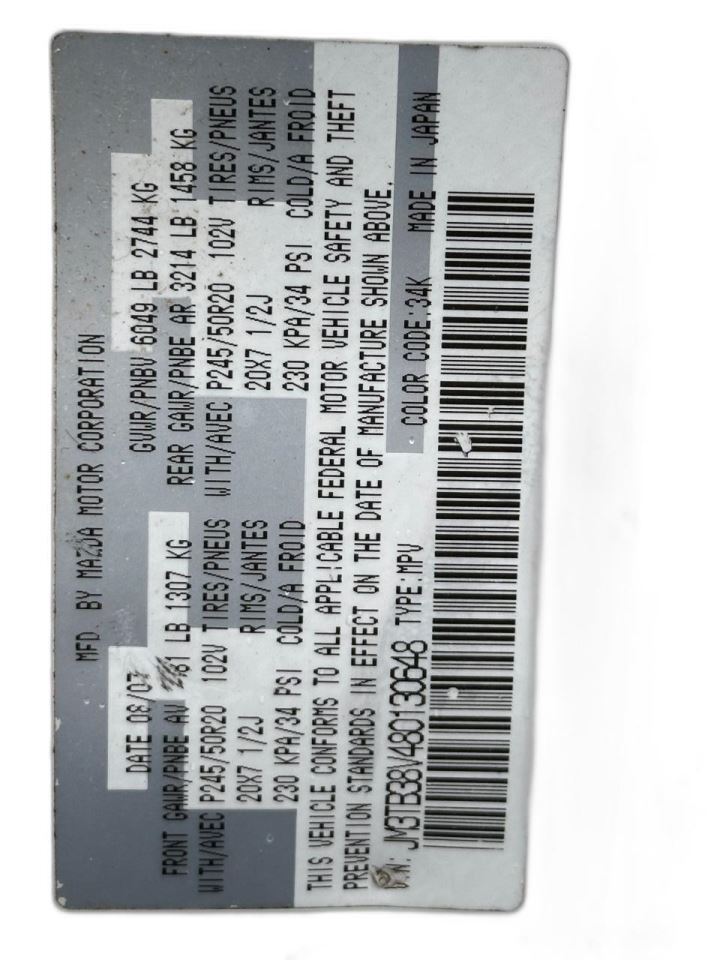 MFD. BY MAZDA MOTOR CORPORATION
DATE 08/07 GVWR/PNBV 6049 LB 2744 KG
FRONT GAWR/PNBE AV 61 LB 1307 KG REAR GAWR/PNBE AR 3214 LB 1458 KG
WITH/AVEC P245/50R20 102V TIRES/PNEUS WITH/AVEC P245/50R20 102V TIRES/PNEUS
20X7 1/2J RIMS/JANTES 20X7 1/2J RIMS/JANTES
230 KPA/34 PSI COLD/A FROID 230 KPA/34 PSI COLD/A FROID
THIS VEHICLE CONFORMS TO ALL APPLICABLE FEDERAL MOTOR VEHICLE SAFETY AND THEFT
PREVENTION STANDARDS IN EFFECT ON THE DATE OF MANUFACTURE SHOWN ABOVE.
JM3TB38V480130648 TYPE:MPV COLOR CODE:34K MADE IN JAPAN